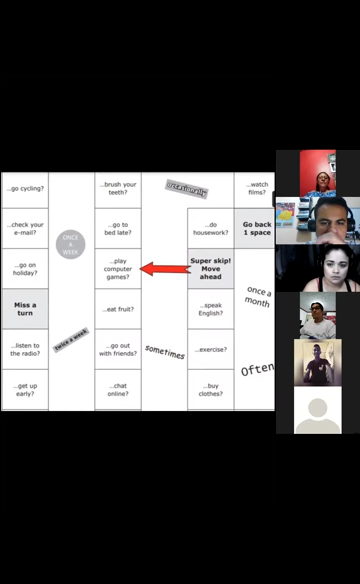 ...go cycling?
...check your
e-mail?
...go on
holiday?
Miss a
turn
...listen to
the radio?
...get up
early?
ONCE
A
WEEK
twice a week
...brush your
teeth?
...go to
bed late?
...play
computer
games?
...eat fruit?
...go out
with friends?
...chat
online?
occasionally
sometimes
...do
housework?
Super skip!
Move
ahead
...speak
English?
...exercise?
...buy
clothes?
...watch
films?
Go back
1 space
once a
month
Often